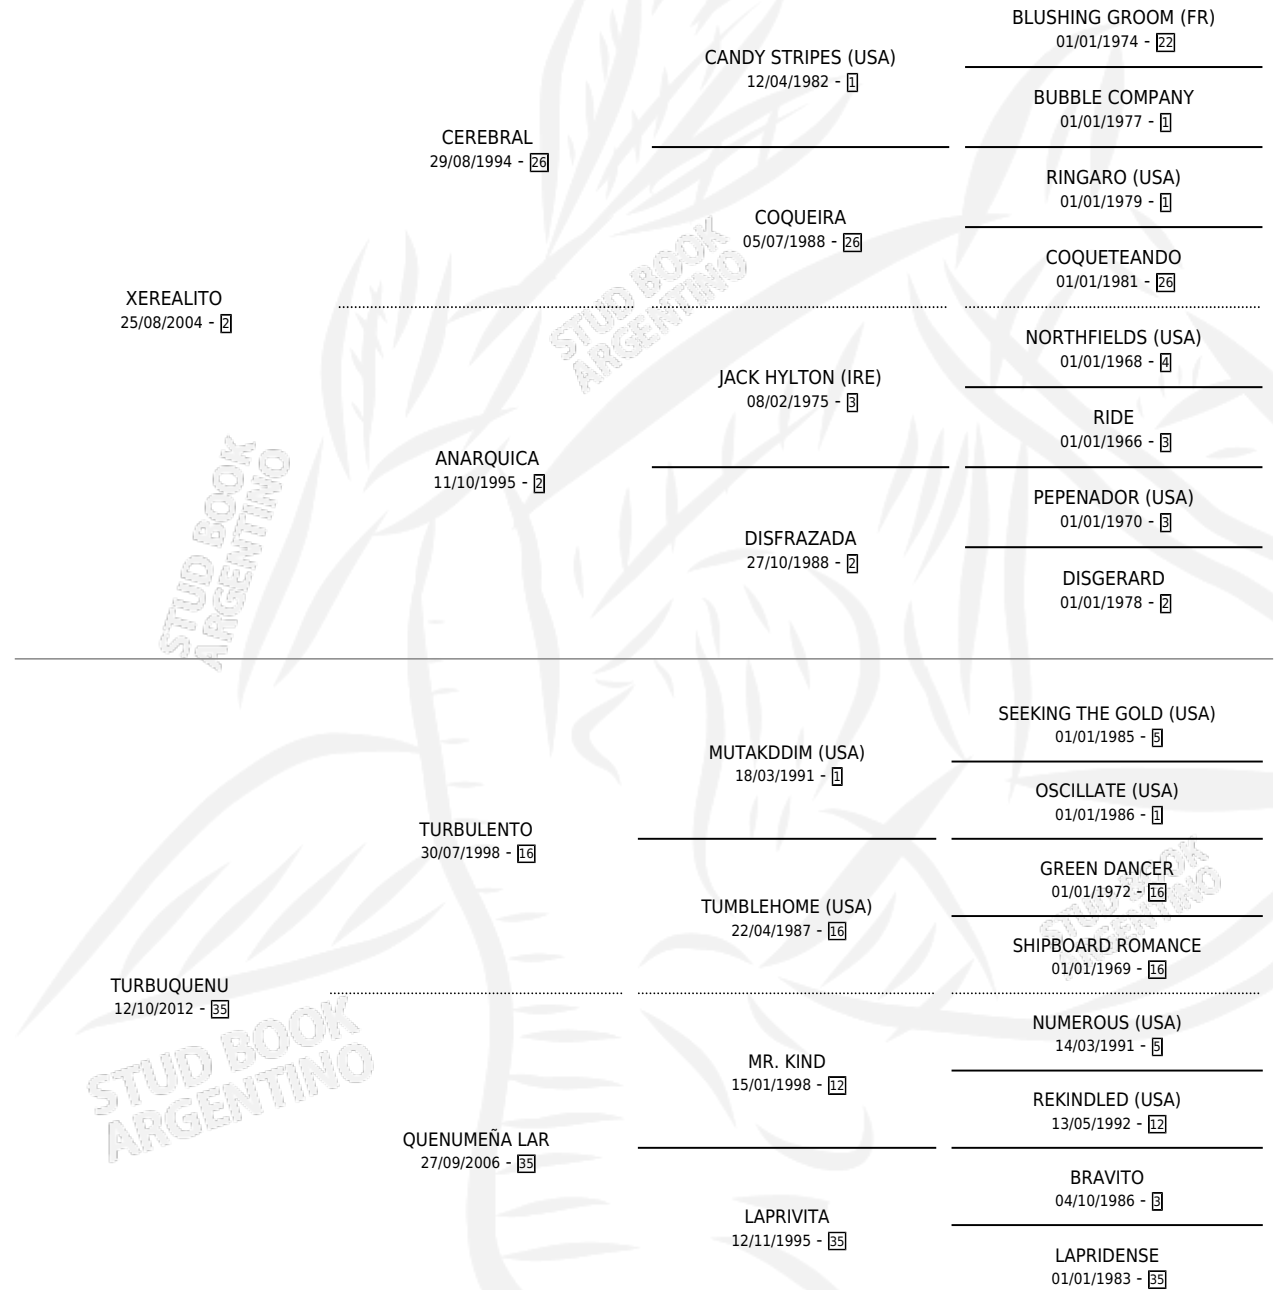 BLUSHING GROOM (FR)
01/01/1974 - 22
CANDY STRIPES (USA)
12/04/1982 - 1
BUBBLE COMPANY
01/01/1977 - 1
CEREBRAL
29/08/1994 - 26
RINGARO (USA)
01/01/1979 - 1
COQUEIRA
05/07/1988 - 26
COQUETEANDO
01/01/1981 - 26
XEREALITO
25/08/2004 - 2
STUD BOOK
ARGENTINO
NORTHFIELDS (USA)
01/01/1968 - 4
JACK HYLTON (IRE)
08/02/1975 - 3
RIDE
01/01/1966 - 3
ANARQUICA
11/10/1995 - 2
PEPENADOR (USA)
01/01/1970 - 3
DISFRAZADA
27/10/1988 - 2
DISGERARD
01/01/1978 - 2
STUD BOOK
ARGENTINO
SEEKING THE GOLD (USA)
01/01/1985 - 5
MUTAKDDIM (USA)
18/03/1991 - 1
OSCILLATE (USA)
01/01/1986 - 1
TURBULENTO
30/07/1998 - 16
GREEN DANCER
01/01/1972 - 16
TUMBLEHOME (USA)
22/04/1987 - 16
SHIPBOARD ROMANCE
01/01/1969 - 16
STUD BOOK
ARGENTINO
TURBUQUENU
12/10/2012 - 35
STUD BOOK
ARGENTINO
NUMEROUS (USA)
14/03/1991 - 5
MR. KIND
15/01/1998 - 12
REKINDLED (USA)
13/05/1992 - 12
QUENUMEÑA LAR
27/09/2006 - 35
BRAVITO
04/10/1986 - 3
LAPRIVITA
12/11/1995 - 35
LAPRIDENSE
01/01/1983 - 35